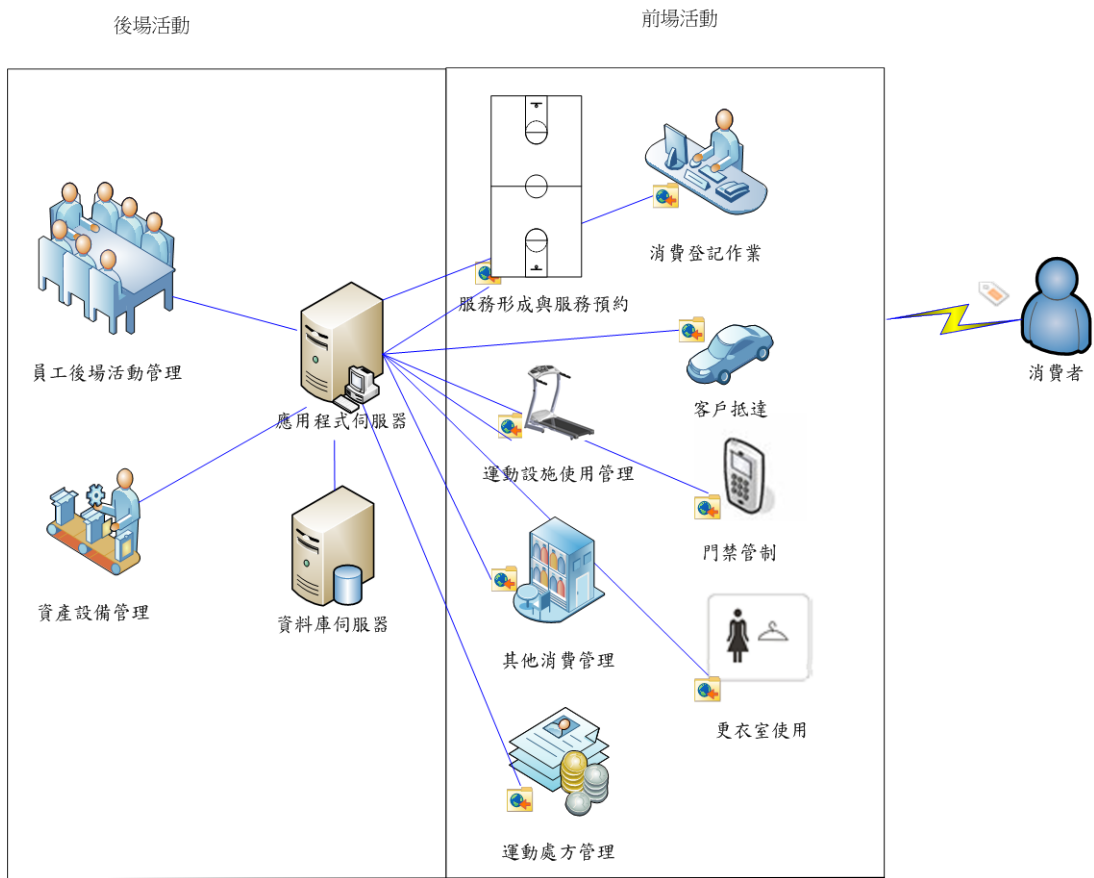 後場活動
前場活動
消費登記作業
服務形成與服務預約
員工後場活動管理
消費者
客戶抵達
應用程式伺服器
運動設施使用管理
門禁管制
資產設備管理
資料庫伺服器
其他消費管理
更衣室使用
運動處方管理